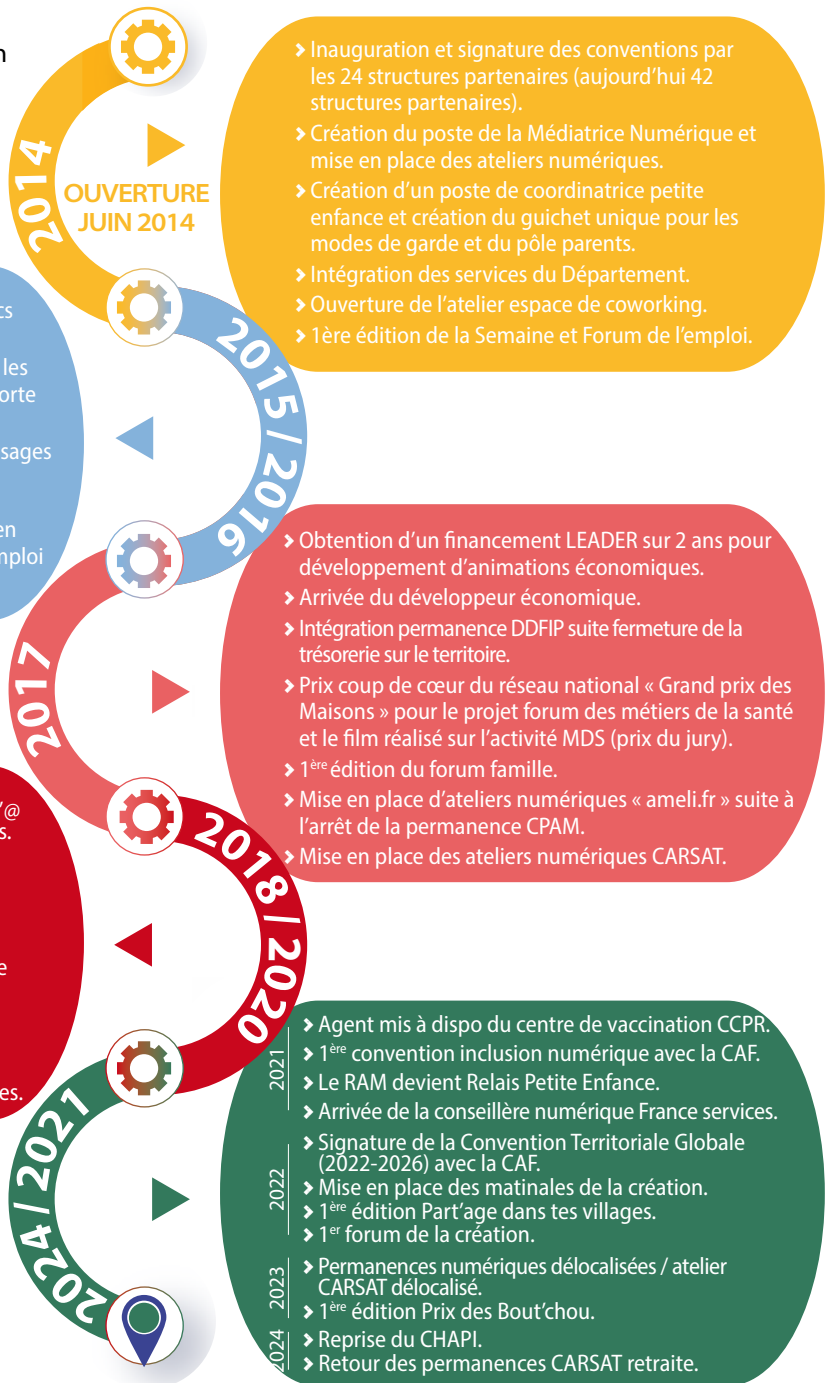 n
2014
OUVERTURE
JUIN 2014
› Inauguration et signature des conventions par
les 24 structures partenaires (aujourd’hui 42
structures partenaires).
› Création du poste de la Médiatrice Numérique et
mise en place des ateliers numériques.
› Création d’un poste de coordinatrice petite
enfance et création du guichet unique pour les
modes de garde et du pôle parents.
› Intégration des services du Département.
› Ouverture de l’atelier espace de coworking.
› 1ère édition de la Semaine et Forum de l’emploi.
2015 / 2016
cs
les
orte
sages
en
mploi
2017
› Obtention d’un financement LEADER sur 2 ans pour
développement d’animations économiques.
› Arrivée du développeur économique.
› Intégration permanence DDFIP suite fermeture de la
trésorerie sur le territoire.
› Prix coup de cœur du réseau national « Grand prix des
Maisons » pour le projet forum des métiers de la santé
et le film réalisé sur l’activité MDS (prix du jury).
› 1ère édition du forum famille.
› Mise en place d’ateliers numériques « ameli.fr » suite à
l’arrêt de la permanence CPAM.
› Mise en place des ateliers numériques CARSAT.
2018 / 2020
’@
s.
e
es.
2024 / 2021
2021
› Agent mis à dispo du centre de vaccination CCPR.
› 1ère convention inclusion numérique avec la CAF.
› Le RAM devient Relais Petite Enfance.
› Arrivée de la conseillère numérique France services.
2022
› Signature de la Convention Territoriale Globale
(2022-2026) avec la CAF.
› Mise en place des matinales de la création.
› 1ère édition Part’age dans tes villages.
› 1er forum de la création.
2023
› Permanences numériques délocalisées / atelier
CARSAT délocalisé.
› 1ère édition Prix des Bout’chou.
2024
› Reprise du CHAPI.
› Retour des permanences CARSAT retraite.